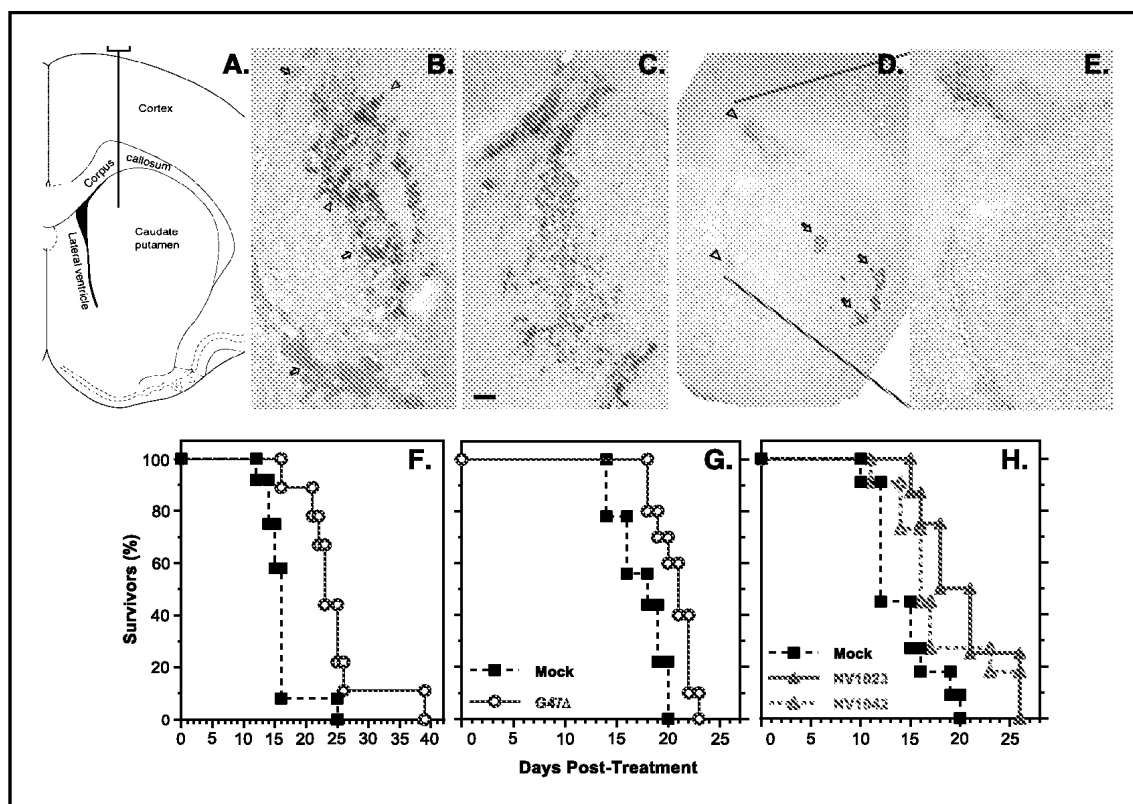 A.
B.
C.
D.
E.
Cortex
Corpus callosum
Caudate
putamen
Lateral ventricle
F.
G.
H.
Survivors (%)
100
80
60
40
20
0
Mock
G47Δ
Mock
NV1023
NV1042
0 5 10 15 20 25 30 35 40
0 5 10 15 20 25
0 5 10 15 20 25
Days Post-Treatment